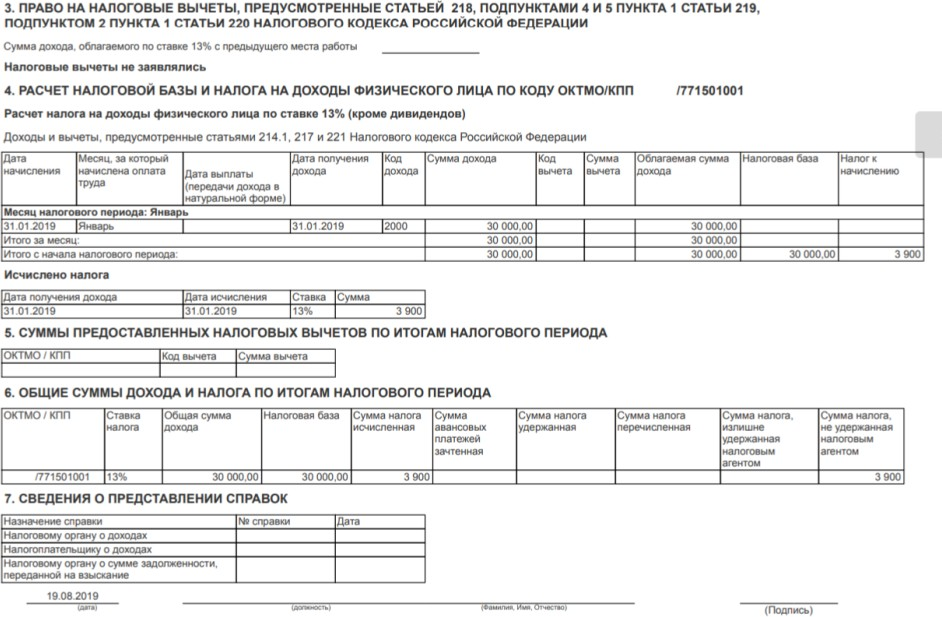 3. ПРАВО НА НАЛОГОВЫЕ ВЫЧЕТЫ, ПРЕДУСМОТРЕННЫЕ СТАТЬЕЙ 218, ПОДПУНКТАМИ 4 И 5 ПУНКТА 1 СТАТЬИ 219,
ПОДПУНКТОМ 2 ПУНКТА 1 СТАТЬИ 220 НАЛОГОВОГО КОДЕКСА РОССИЙСКОЙ ФЕДЕРАЦИИ
Сумма дохода, облагаемого по ставке 13% с предыдущего места работы
Налоговые вычеты не заявлялись
4. РАСЧЕТ НАЛОГОВОЙ БАЗЫ И НАЛОГА НА ДОХОДЫ ФИЗИЧЕСКОГО ЛИЦА ПО КОДУ ОКТМО/КПП /771501001
Расчет налога на доходы физического лица по ставке 13% (кроме дивидендов)
Доходы и вычеты, предусмотренные статьями 214.1, 217 и 221 Налогового кодекса Российской Федерации
Дата начисления Месяц, за который начислена оплата труда Дата выплаты (передачи дохода в натуральной форме) Дата получения дохода Код дохода Сумма дохода Код вычета Сумма вычета Облагаемая сумма дохода Налоговая база Налог к начислению
Месяц налогового периода: Январь
31.01.2019 Январь 31.01.2019 2000 30 000,00 30 000,00
Итого за месяц: 30 000,00 30 000,00
Итого с начала налогового периода: 30 000,00 30 000,00 30 000,00 3 900
Исчислено налога
Дата получения дохода Дата исчисления Ставка Сумма
31.01.2019 31.01.2019 13% 3 900
5. СУММЫ ПРЕДОСТАВЛЕННЫХ НАЛОГОВЫХ ВЫЧЕТОВ ПО ИТОГАМ НАЛОГОВОГО ПЕРИОДА
ОКТМО / КПП Код вычета Сумма вычета
6. ОБЩИЕ СУММЫ ДОХОДА И НАЛОГА ПО ИТОГАМ НАЛОГОВОГО ПЕРИОДА
ОКТМО / КПП Ставка налога Общая сумма дохода Налоговая база Сумма налога исчисленная Сумма авансовых платежей зачтенная Сумма налога удержанная Сумма налога перечисленная Сумма налога, излишне удержанная налоговым агентом Сумма налога, не удержанная налоговым агентом
/771501001 13% 30 000,00 30 000,00 3 900 3 900
7. СВЕДЕНИЯ О ПРЕДСТАВЛЕНИИ СПРАВОК
Назначение справки № справки Дата
Налоговому органу о доходах
Налогоплательщику о доходах
Налоговому органу о сумме задолженности,
переданной на взыскание
19.08.2019
(дата) (должность) (Фамилия, Имя, Отчество) (Подпись)